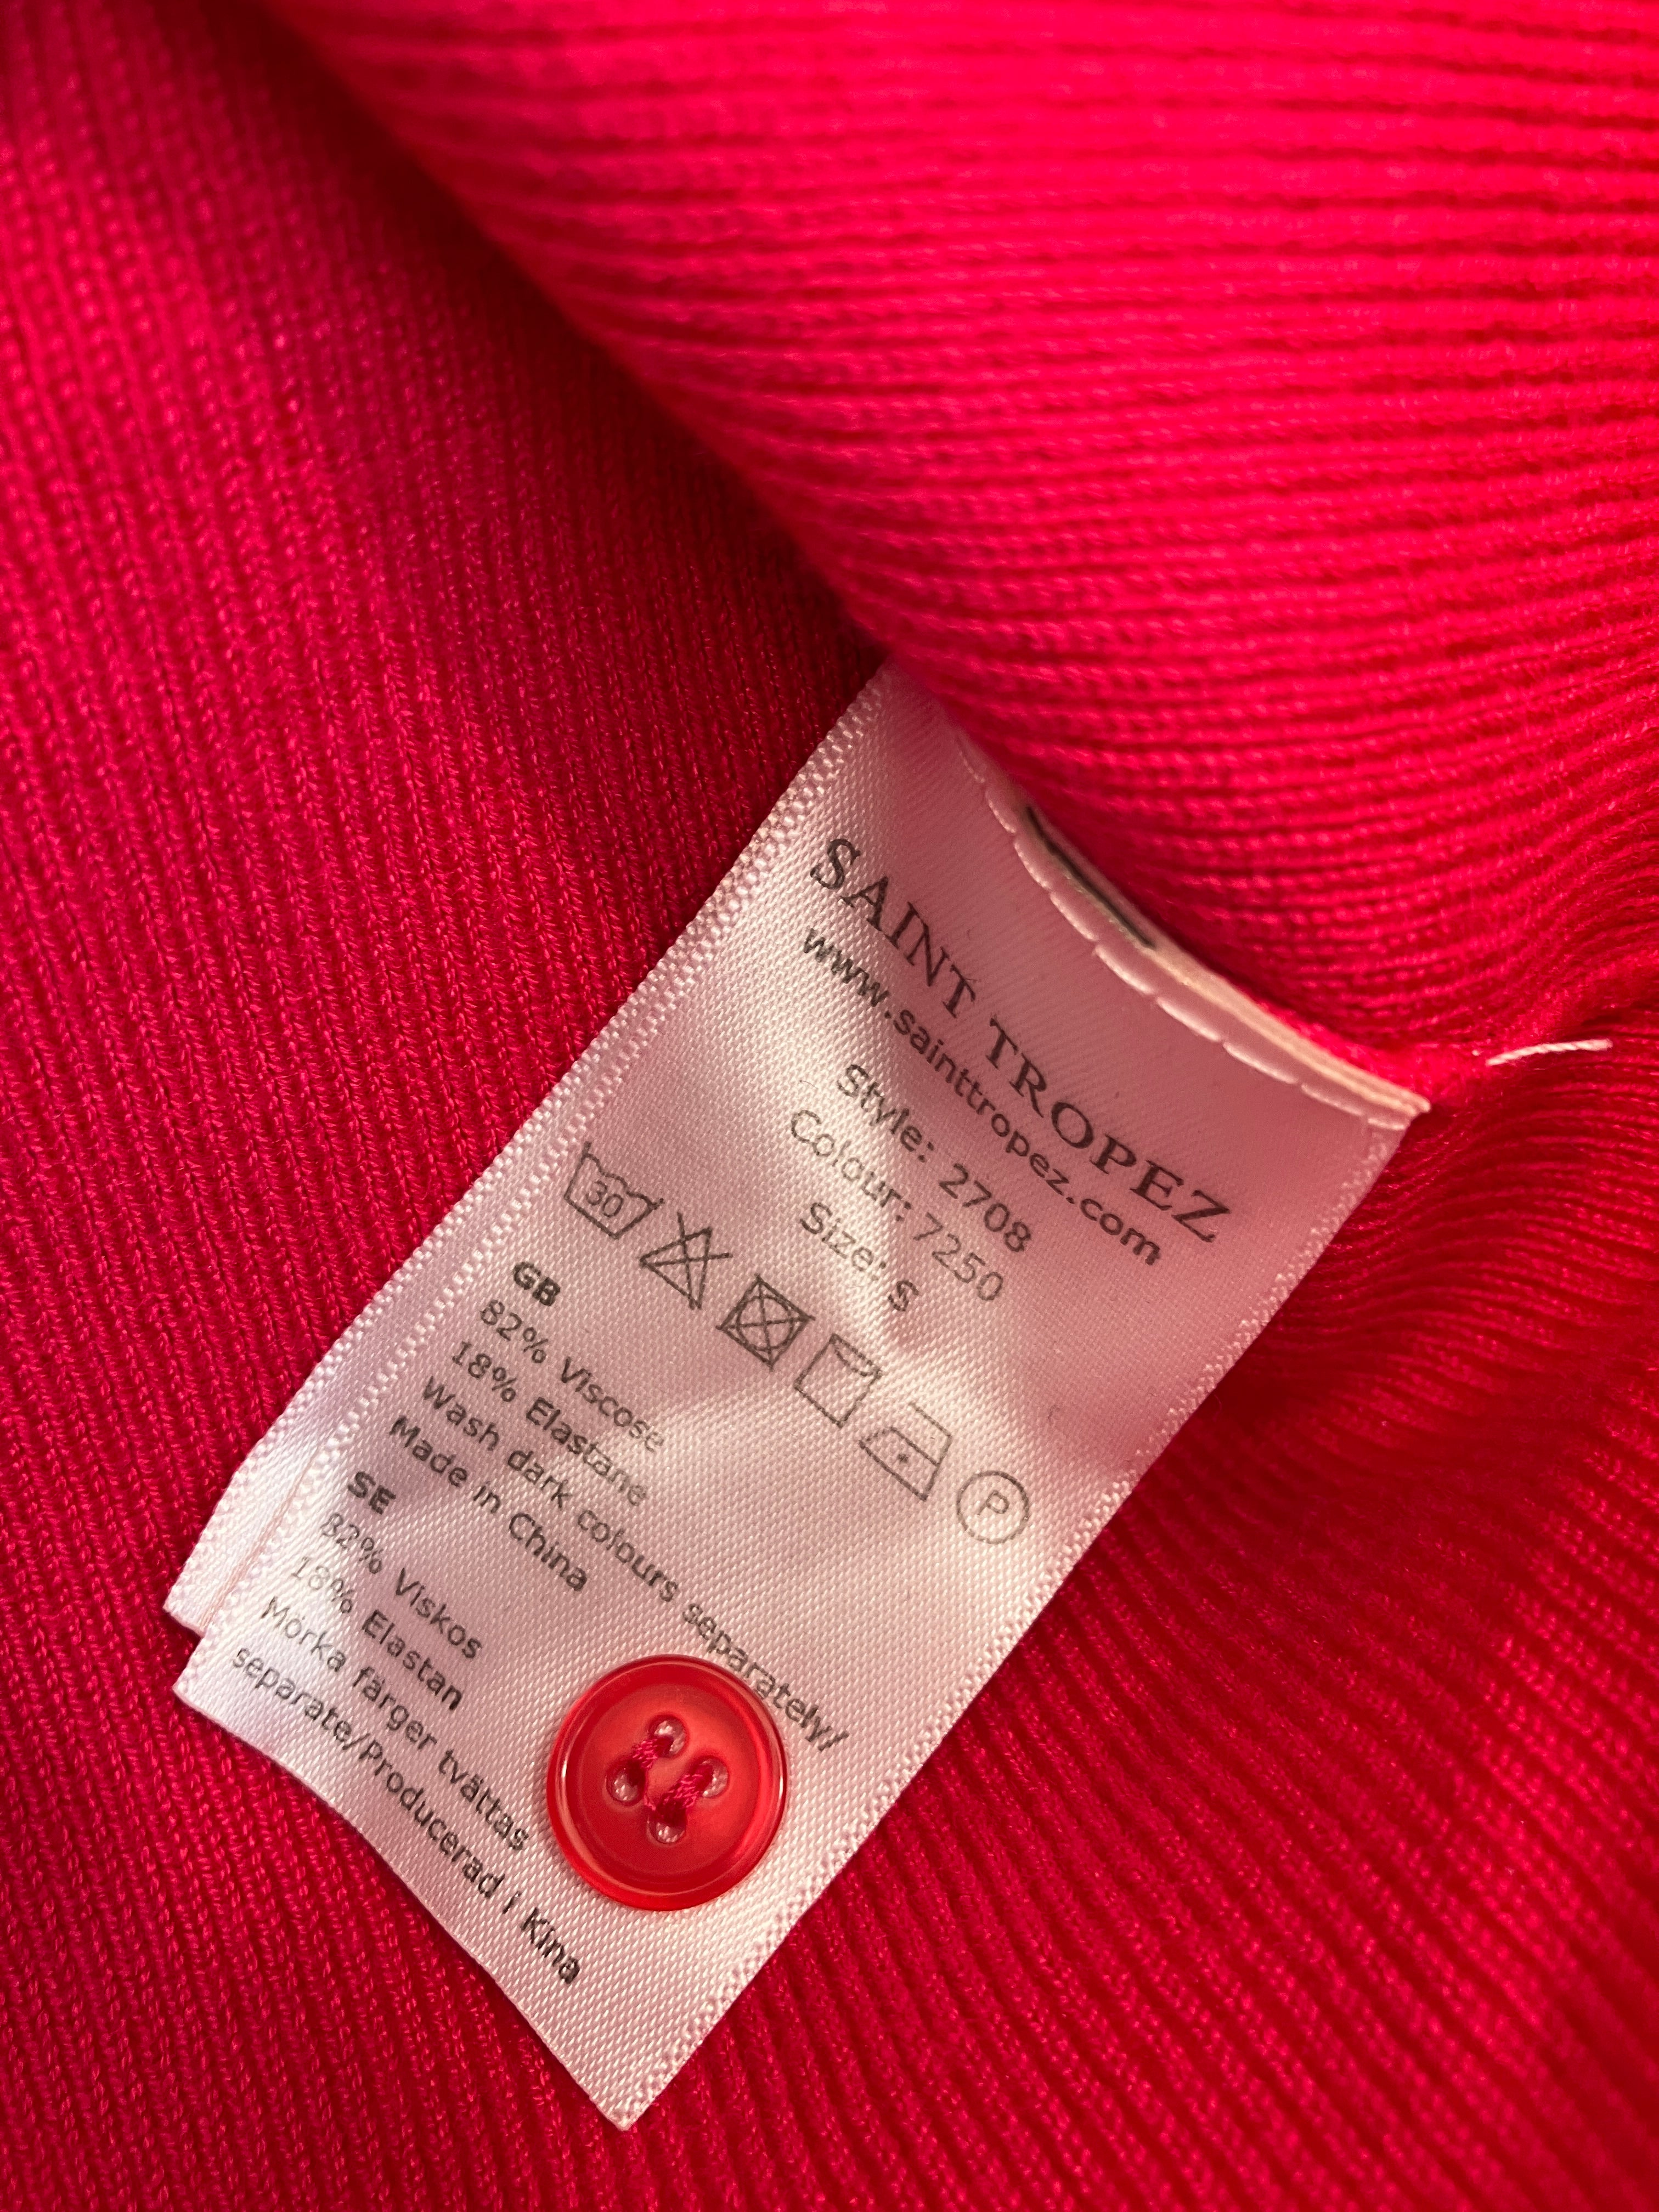 SAINT TROPEZ
www.sainttropez.com
Style: 2708
Colour: 7250
Size: S
30
P
GB
82% Viscose
18% Elastane
Wash dark colours separately/
Made in China
SE
82% Viskos
18% Elastan
Mörka färger tvättas
separate/Producerad i Kina